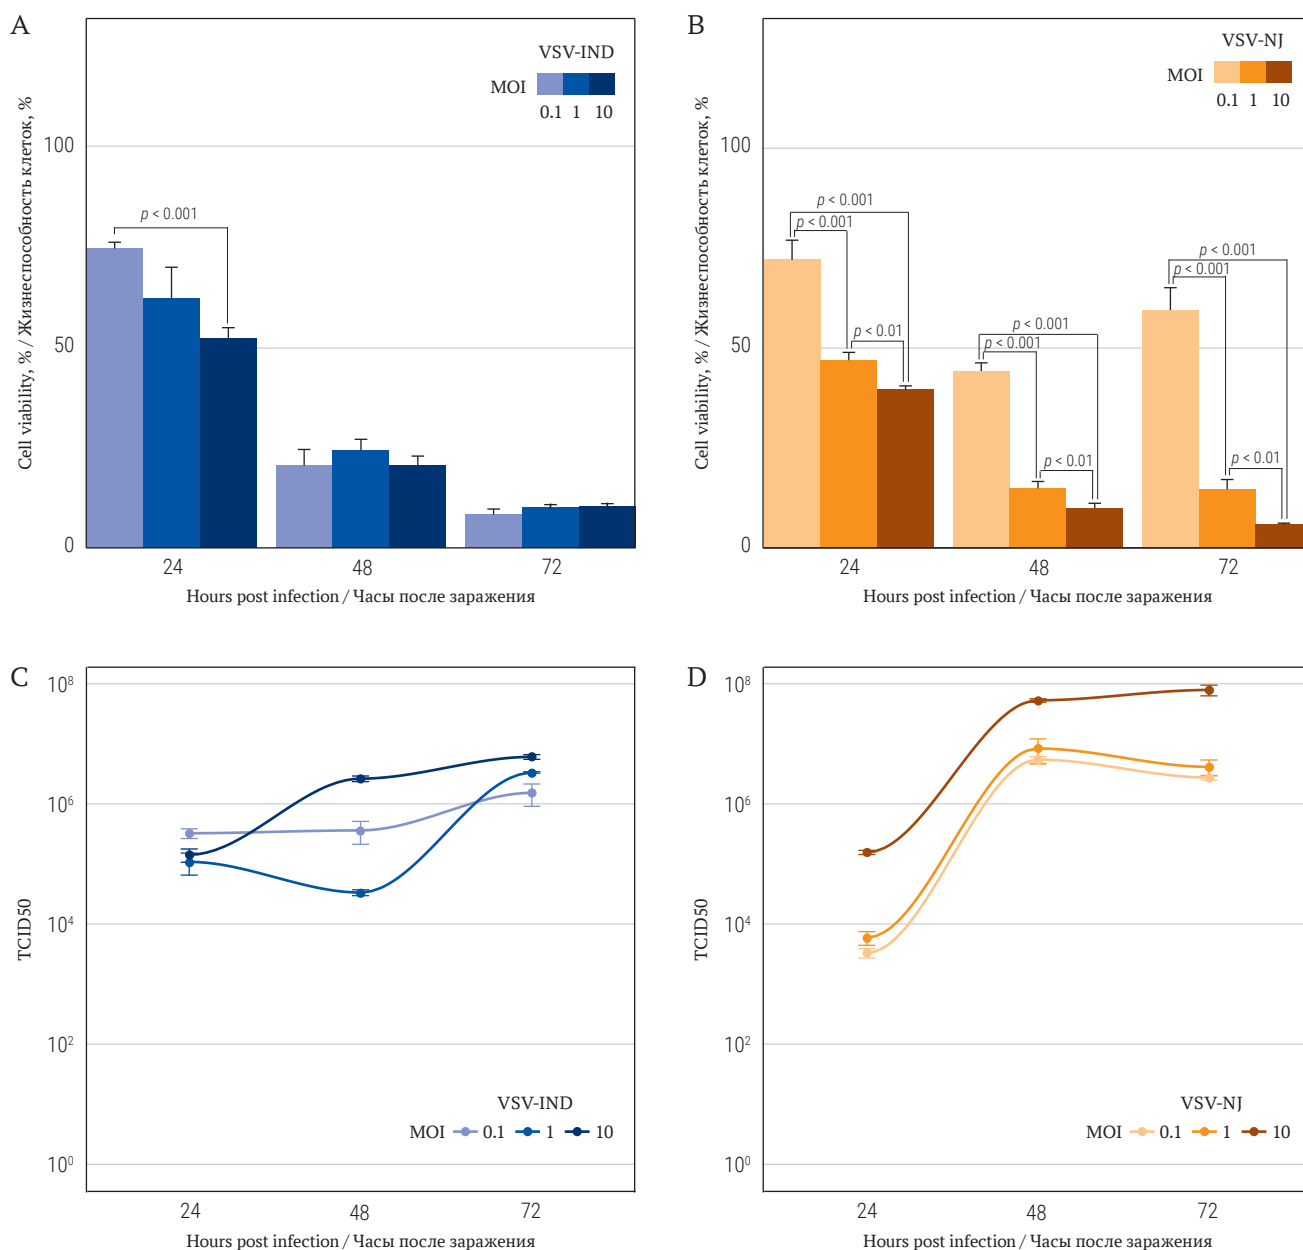 A
VSV-IND
MOI
0.1 1 10
Cell viability, % / Жизнеспособность клеток, %
100
50
0
p < 0.001
24 48 72
Hours post infection / Часы после заражения
B
VSV-NJ
MOI
0.1 1 10
Cell viability, % / Жизнеспособность клеток, %
100
50
0
p < 0.001
p < 0.001
p < 0.01
p < 0.001
p < 0.001
p < 0.01
p < 0.001
p < 0.001
p < 0.01
24 48 72
Hours post infection / Часы после заражения
C
TCID50
10⁸
10⁶
10⁴
10²
10⁰
VSV-IND
MOI 0.1 1 10
24 48 72
Hours post infection / Часы после заражения
D
TCID50
10⁸
10⁶
10⁴
10²
10⁰
VSV-NJ
MOI 0.1 1 10
24 48 72
Hours post infection / Часы после заражения